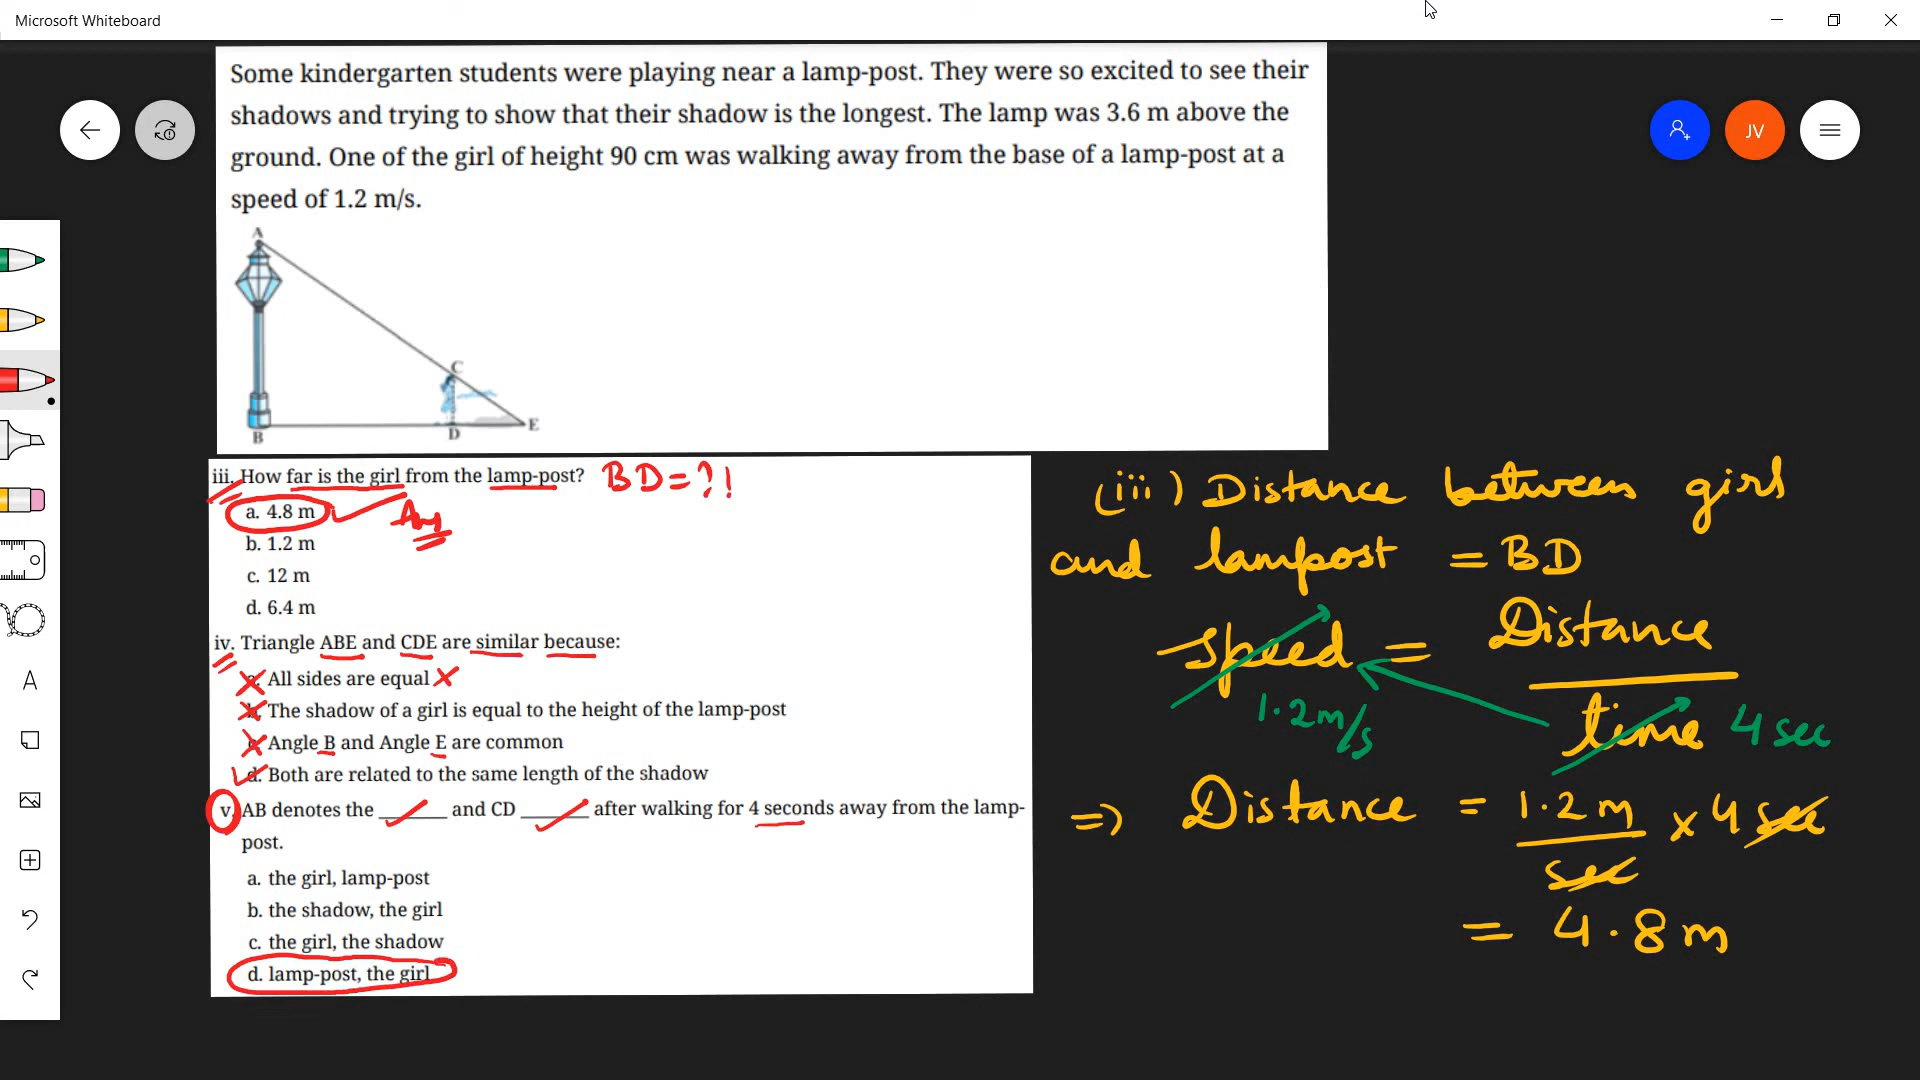 Microsoft Whiteboard
Some kindergarten students were playing near a lamp-post. They were so excited to see their
shadows and trying to show that their shadow is the longest. The lamp was 3.6 m above the
ground. One of the girl of height 90 cm was walking away from the base of a lamp-post at a
speed of 1.2 m/s.
JV
A
C
B
D
E
iii. How far is the girl from the lamp-post? BD=?!
a. 4.8 m Ans
b. 1.2 m
c. 12 m
d. 6.4 m
iv. Triangle ABE and CDE are similar because:
All sides are equal
The shadow of a girl is equal to the height of the lamp-post
Angle B and Angle E are common
d. Both are related to the same length of the shadow
v. AB denotes the ______ and CD ______ after walking for 4 seconds away from the lamp-
post.
a. the girl, lamp-post
b. the shadow, the girl
c. the girl, the shadow
d. lamp-post, the girl
(iii) Distance between girl
and lampost = BD
Speed = Distance
time 4 sec
1.2m/s
=> Distance = 1.2 m × 4 sec
sec
= 4.8 m
A